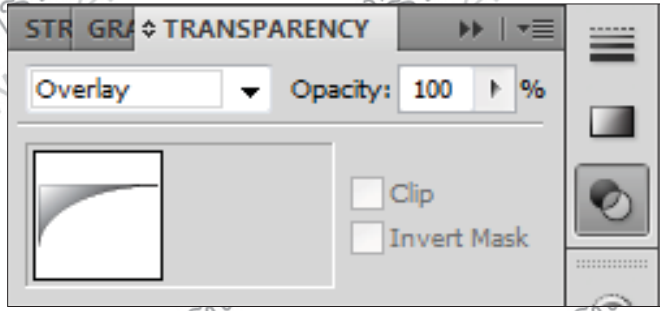 STR GRA TRANSPARENCY
Overlay Opacity: 100 %
Clip
Invert Mask